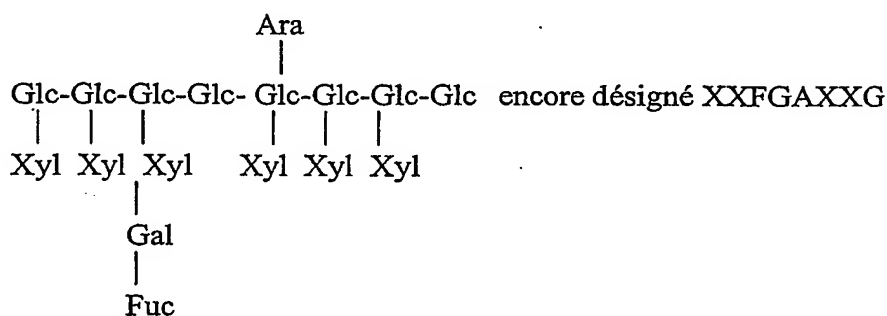 Ara
Glc-Glc-Glc-Glc- Glc-Glc-Glc-Glc encore désigné XXFGAXXG
Xyl Xyl Xyl Xyl Xyl Xyl
Gal
Fuc